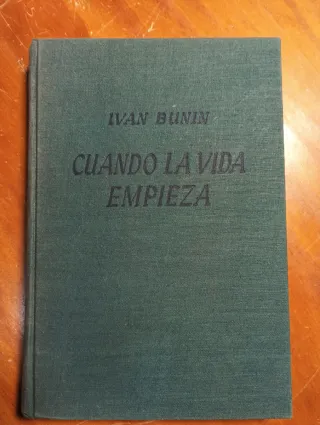 IVAN BUNIN
CUANDO LA VIDA
EMPIEZA